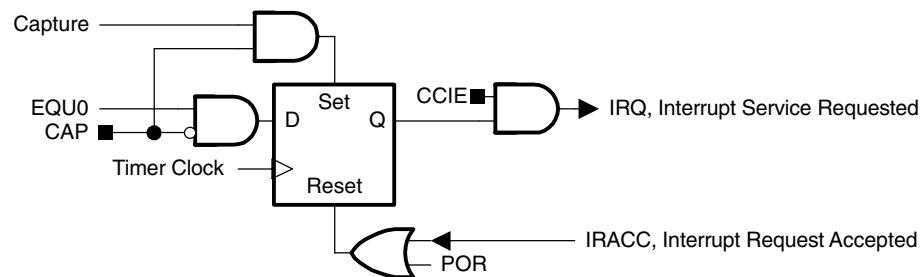 Capture
EQU0
CAP
Timer Clock
Set
D
Q
Reset
CCIE
IRQ, Interrupt Service Requested
IRACC, Interrupt Request Accepted
POR